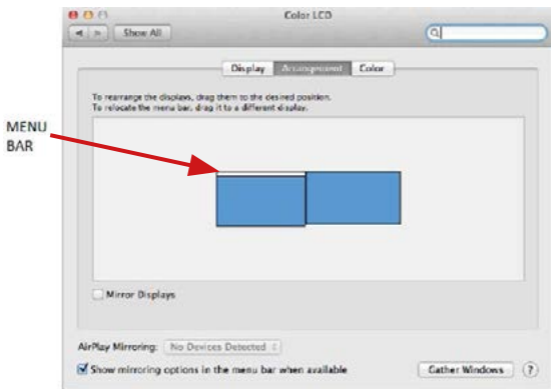 Color LCD
Show All
Display Arrangement Color
To rearrange the displays, drag them to the desired position.
To relocate the menu bar, drag it to a different display.
MENU
BAR
Mirror Displays
AirPlay Mirroring: No Devices Detected
Show mirroring options in the menu bar when available
Gather Windows ?